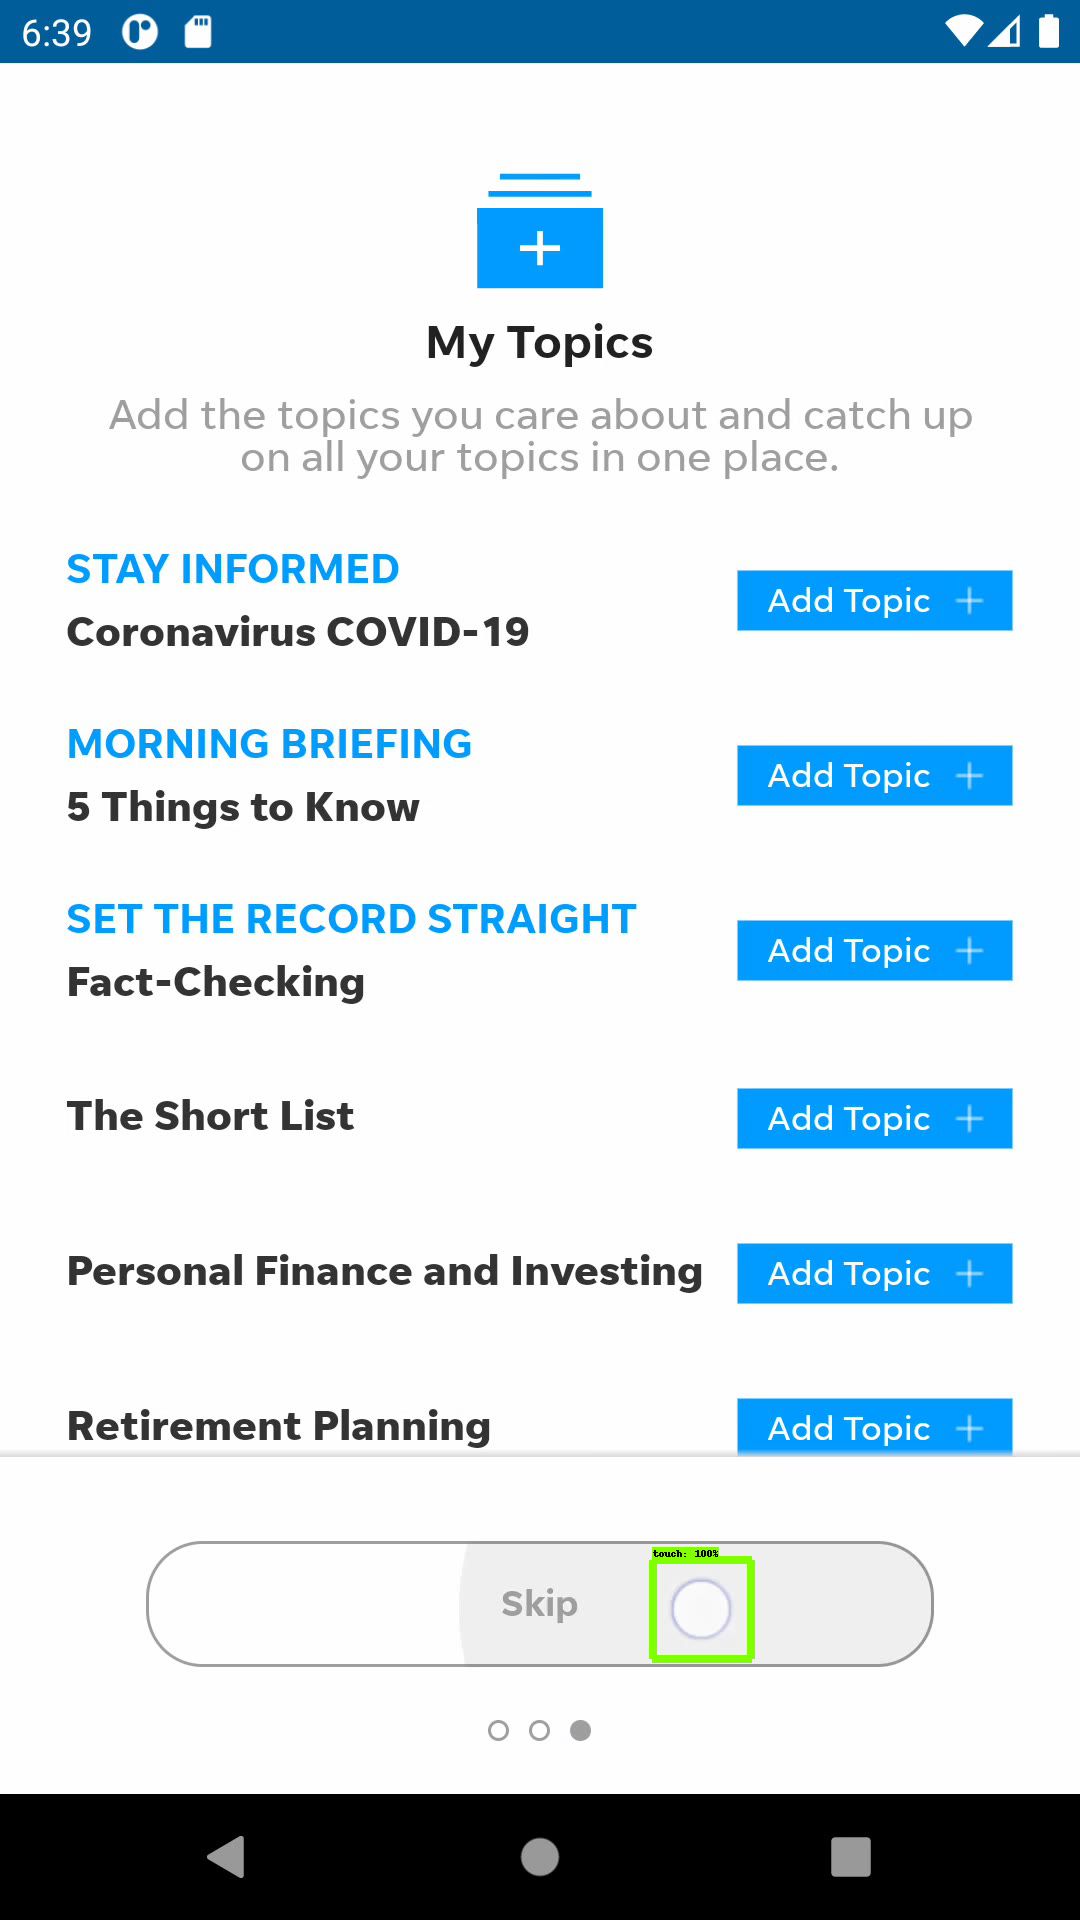 6:39
My Topics
Add the topics you care about and catch up
on all your topics in one place.
STAY INFORMED
Coronavirus COVID-19
Add Topic
MORNING BRIEFING
5 Things to Know
Add Topic
SET THE RECORD STRAIGHT
Fact-Checking
Add Topic
The Short List
Add Topic
Personal Finance and Investing
Add Topic
Retirement Planning
Add Topic
touch: 100%
Skip